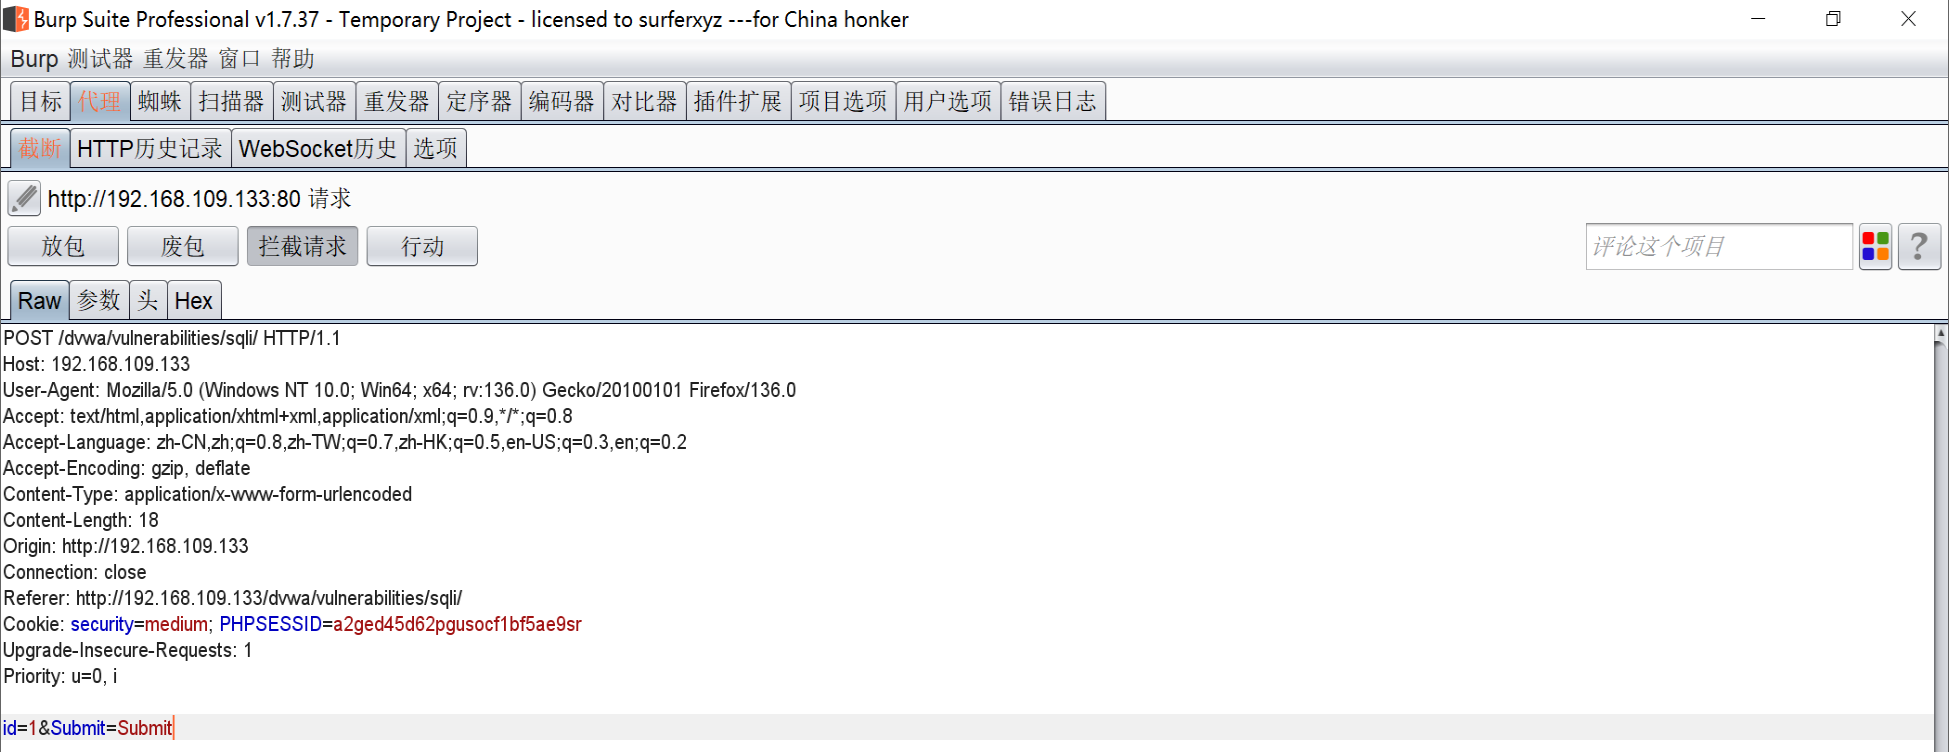 Burp Suite Professional v1.7.37 - Temporary Project - licensed to surferxyz ---for China honker
Burp 测试器 重发器 窗口 帮助
目标 代理 蜘蛛 扫描器 测试器 重发器 定序器 编码器 对比器 插件扩展 项目选项 用户选项 错误日志
截断 HTTP历史记录 WebSocket历史 选项
http://192.168.109.133:80 请求
放包 废包 拦截请求 行动 评论这个项目 ?
Raw 参数 头 Hex
POST /dvwa/vulnerabilities/sqli/ HTTP/1.1
Host: 192.168.109.133
User-Agent: Mozilla/5.0 (Windows NT 10.0; Win64; x64; rv:136.0) Gecko/20100101 Firefox/136.0
Accept: text/html,application/xhtml+xml,application/xml;q=0.9,*/*;q=0.8
Accept-Language: zh-CN,zh;q=0.8,zh-TW;q=0.7,zh-HK;q=0.5,en-US;q=0.3,en;q=0.2
Accept-Encoding: gzip, deflate
Content-Type: application/x-www-form-urlencoded
Content-Length: 18
Origin: http://192.168.109.133
Connection: close
Referer: http://192.168.109.133/dvwa/vulnerabilities/sqli/
Cookie: security=medium; PHPSESSID=a2ged45d62pgusocf1bf5ae9sr
Upgrade-Insecure-Requests: 1
Priority: u=0, i
id=1&Submit=Submit